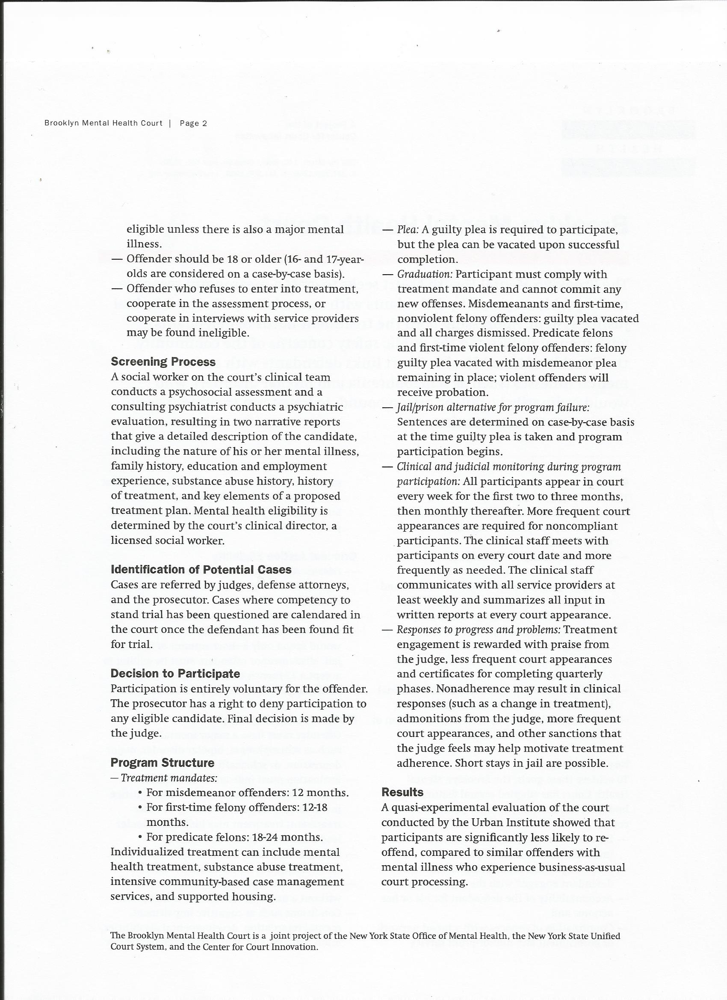 Brooklyn Mental Health Court | Page 2
eligible unless there is also a major mental
illness.
— Offender should be 18 or older (16- and 17-year-
olds are considered on a case-by-case basis).
— Offender who refuses to enter into treatment,
cooperate in the assessment process, or
cooperate in interviews with service providers
may be found ineligible.
Screening Process
A social worker on the court's clinical team
conducts a psychosocial assessment and a
consulting psychiatrist conducts a psychiatric
evaluation, resulting in two narrative reports
that give a detailed description of the candidate,
including the nature of his or her mental illness,
family history, education and employment
experience, substance abuse history, history
of treatment, and key elements of a proposed
treatment plan. Mental health eligibility is
determined by the court's clinical director, a
licensed social worker.
Identification of Potential Cases
Cases are referred by judges, defense attorneys,
and the prosecutor. Cases where competency to
stand trial has been questioned are calendared in
the court once the defendant has been found fit
for trial.
Decision to Participate
Participation is entirely voluntary for the offender.
The prosecutor has a right to deny participation to
any eligible candidate. Final decision is made by
the judge.
Program Structure
— Treatment mandates:
• For misdemeanor offenders: 12 months.
• For first-time felony offenders: 12-18
months.
• For predicate felons: 18-24 months.
Individualized treatment can include mental
health treatment, substance abuse treatment,
intensive community-based case management
services, and supported housing.
— Plea: A guilty plea is required to participate,
but the plea can be vacated upon successful
completion.
— Graduation: Participant must comply with
treatment mandate and cannot commit any
new offenses. Misdemeanants and first-time,
nonviolent felony offenders: guilty plea vacated
and all charges dismissed. Predicate felons
and first-time violent felony offenders: felony
guilty plea vacated with misdemeanor plea
remaining in place; violent offenders will
receive probation.
— Jail/prison alternative for program failure:
Sentences are determined on case-by-case basis
at the time guilty plea is taken and program
participation begins.
— Clinical and judicial monitoring during program
participation: All participants appear in court
every week for the first two to three months,
then monthly thereafter. More frequent court
appearances are required for noncompliant
participants. The clinical staff meets with
participants on every court date and more
frequently as needed. The clinical staff
communicates with all service providers at
least weekly and summarizes all input in
written reports at every court appearance.
— Responses to progress and problems: Treatment
engagement is rewarded with praise from
the judge, less frequent court appearances
and certificates for completing quarterly
phases. Nonadherence may result in clinical
responses (such as a change in treatment),
admonitions from the judge, more frequent
court appearances, and other sanctions that
the judge feels may help motivate treatment
adherence. Short stays in jail are possible.
Results
A quasi-experimental evaluation of the court
conducted by the Urban Institute showed that
participants are significantly less likely to re-
offend, compared to similar offenders with
mental illness who experience business-as-usual
court processing.
The Brooklyn Mental Health Court is a joint project of the New York State Office of Mental Health, the New York State Unified
Court System, and the Center for Court Innovation.